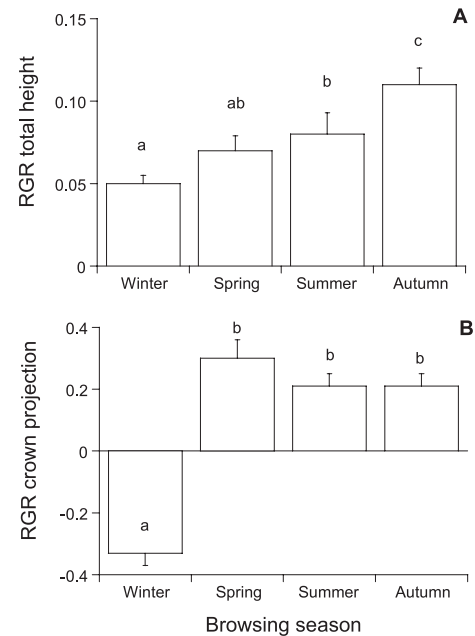 A
0.15
c
b
ab
0.10
a
RGR total height
0.05
0
Winter Spring Summer Autumn
B
0.4
b
b b
0.2
RGR crown projection
0
-0.2
a
-0.4
Winter Spring Summer Autumn
Browsing season